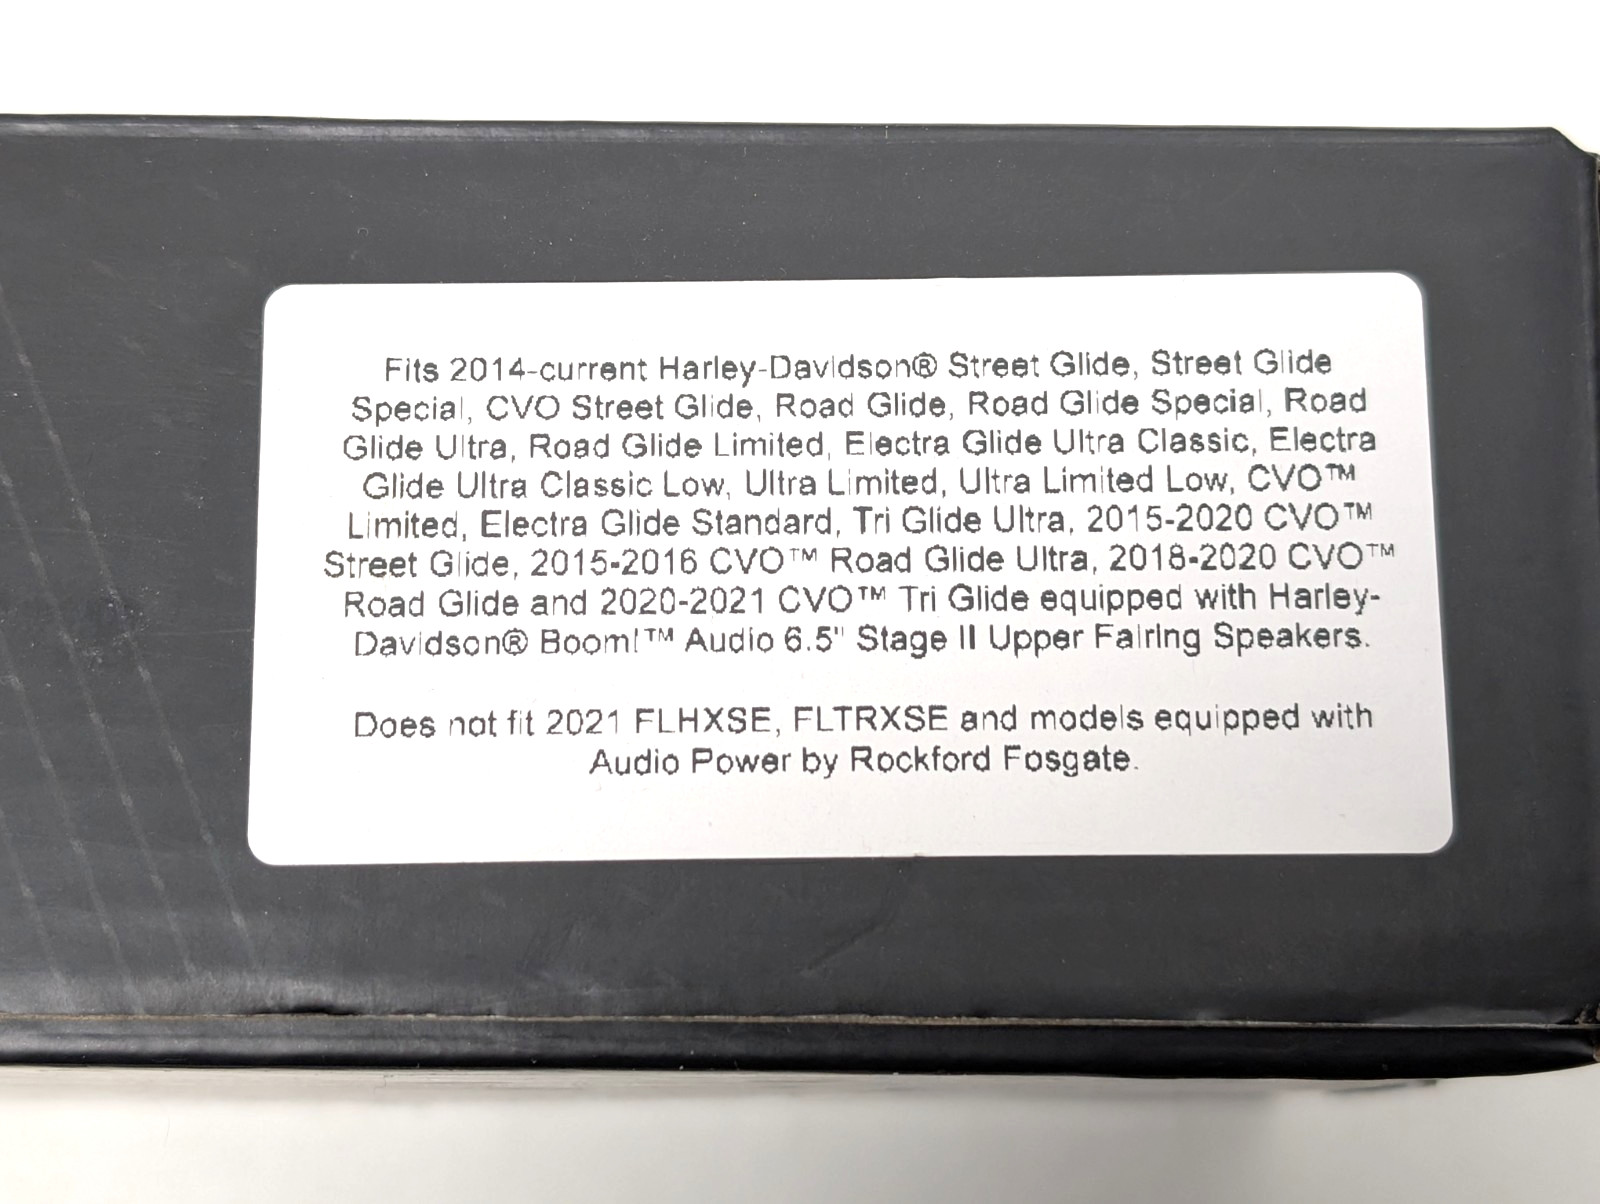 Fits 2014-current Harley-Davidson® Street Glide, Street Glide
Special, CVO Street Glide, Road Glide, Road Glide Special, Road
Glide Ultra, Road Glide Limited, Electra Glide Ultra Classic, Electra
Glide Ultra Classic Low, Ultra Limited, Ultra Limited Low, CVO™
Limited, Electra Glide Standard, Tri Glide Ultra, 2015-2020 CVO™
Street Glide, 2015-2016 CVO™ Road Glide Ultra, 2018-2020 CVO™
Road Glide and 2020-2021 CVO™ Tri Glide equipped with Harley-
Davidson® Boom!™ Audio 6.5" Stage II Upper Fairing Speakers.
Does not fit 2021 FLHXSE, FLTRXSE and models equipped with
Audio Power by Rockford Fosgate.